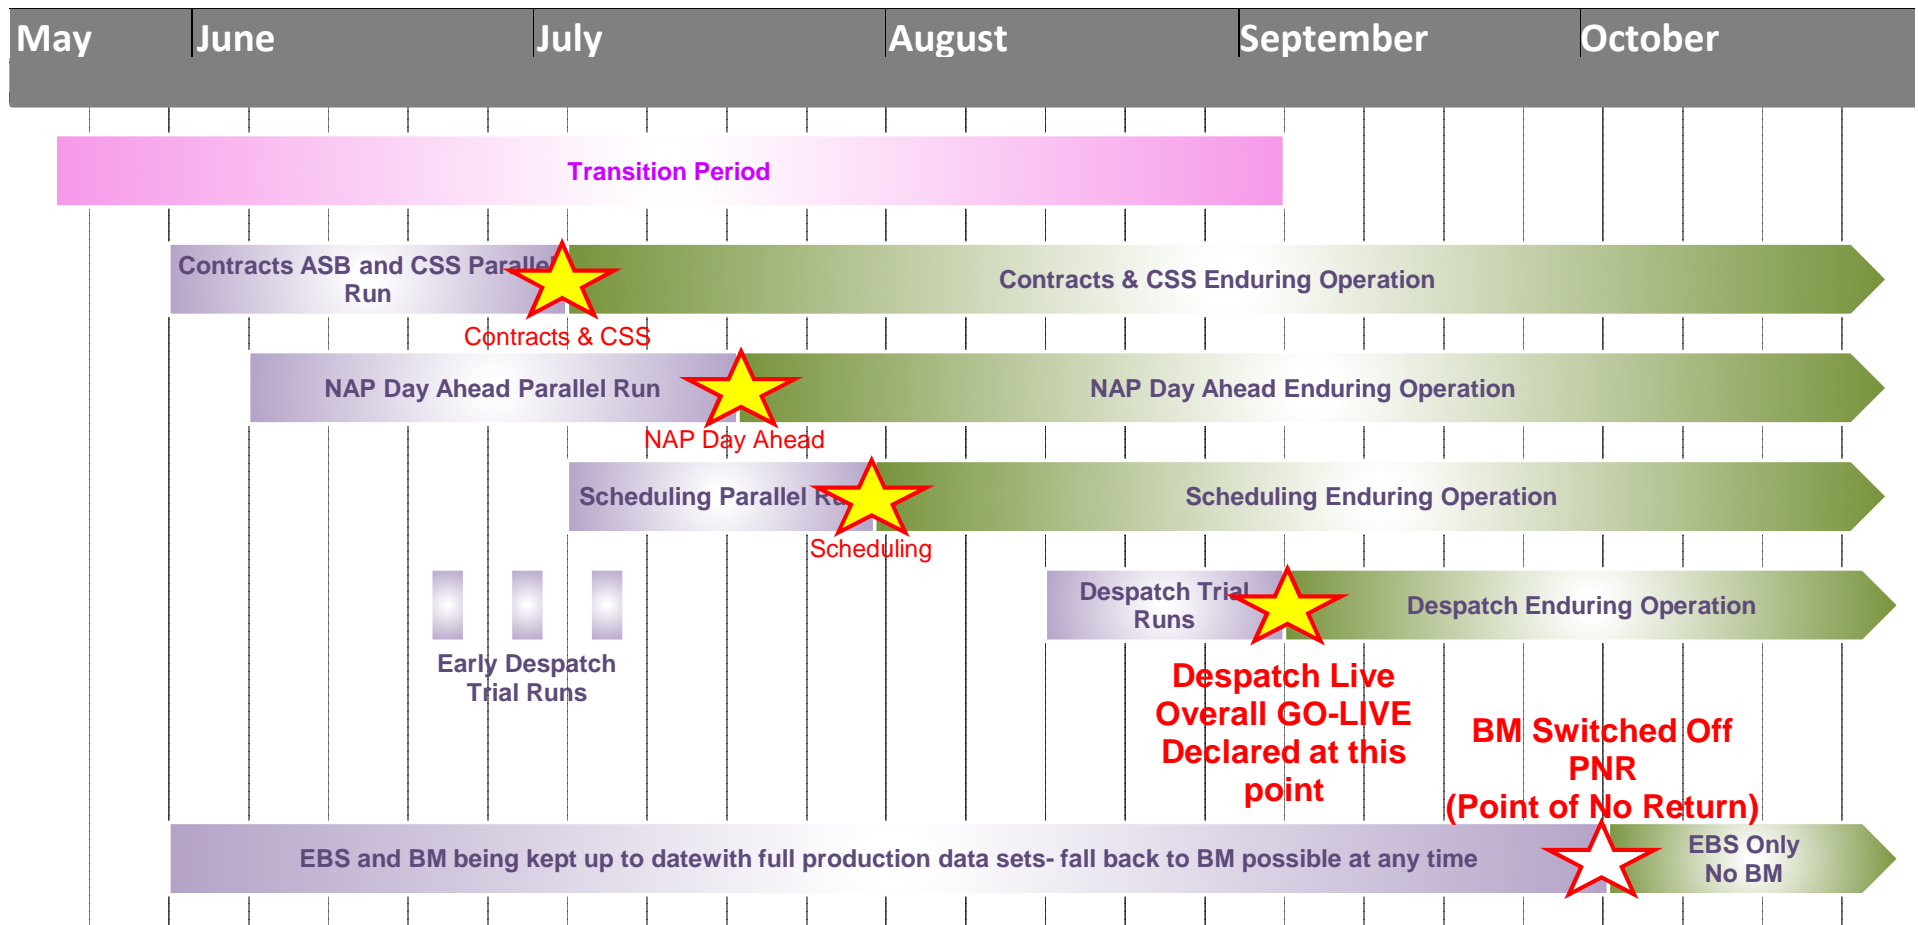 May June July August September October
Transition Period
Contracts ASB and CSS Parallel
Run
Contracts & CSS Enduring Operation
Contracts & CSS
NAP Day Ahead Parallel Run
NAP Day Ahead Enduring Operation
NAP Day Ahead
Scheduling Parallel Run
Scheduling Enduring Operation
Scheduling
Early Despatch
Trial Runs
Despatch Trial
Runs
Despatch Enduring Operation
Despatch Live
Overall GO-LIVE
Declared at this
point
BM Switched Off
PNR
(Point of No Return)
EBS and BM being kept up to datewith full production data sets- fall back to BM possible at any time
EBS Only
No BM